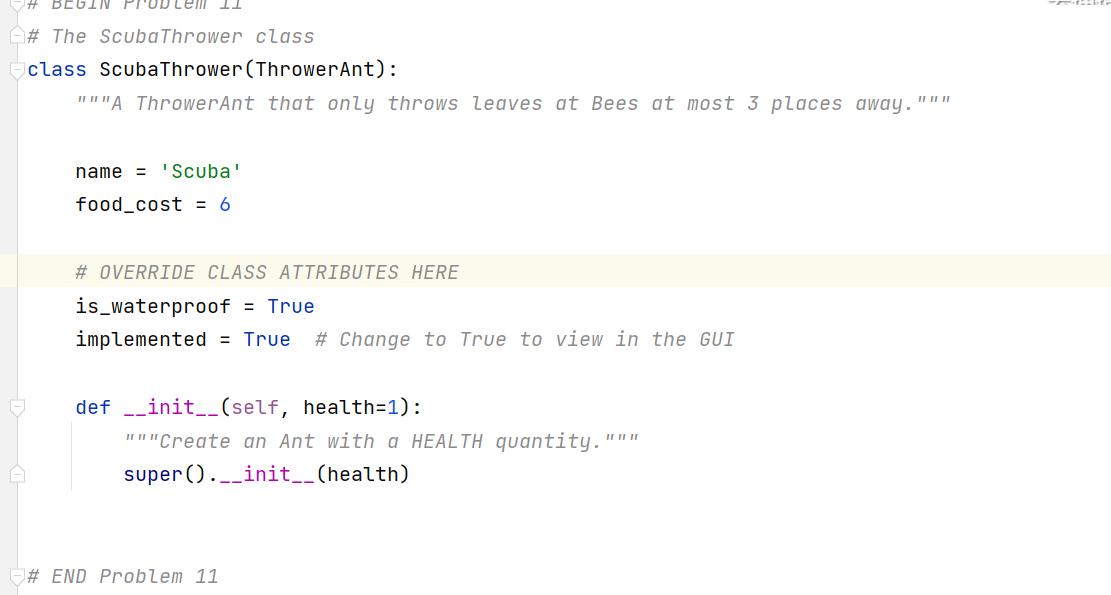 # BEGIN Problem 11
# The ScubaThrower class
class ScubaThrower(ThrowerAnt):
    """A ThrowerAnt that only throws leaves at Bees at most 3 places away."""
    name = 'Scuba'
    food_cost = 6
    # OVERRIDE CLASS ATTRIBUTES HERE
    is_waterproof = True
    implemented = True  # Change to True to view in the GUI
    def __init__(self, health=1):
        """Create an Ant with a HEALTH quantity."""
        super().__init__(health)
# END Problem 11